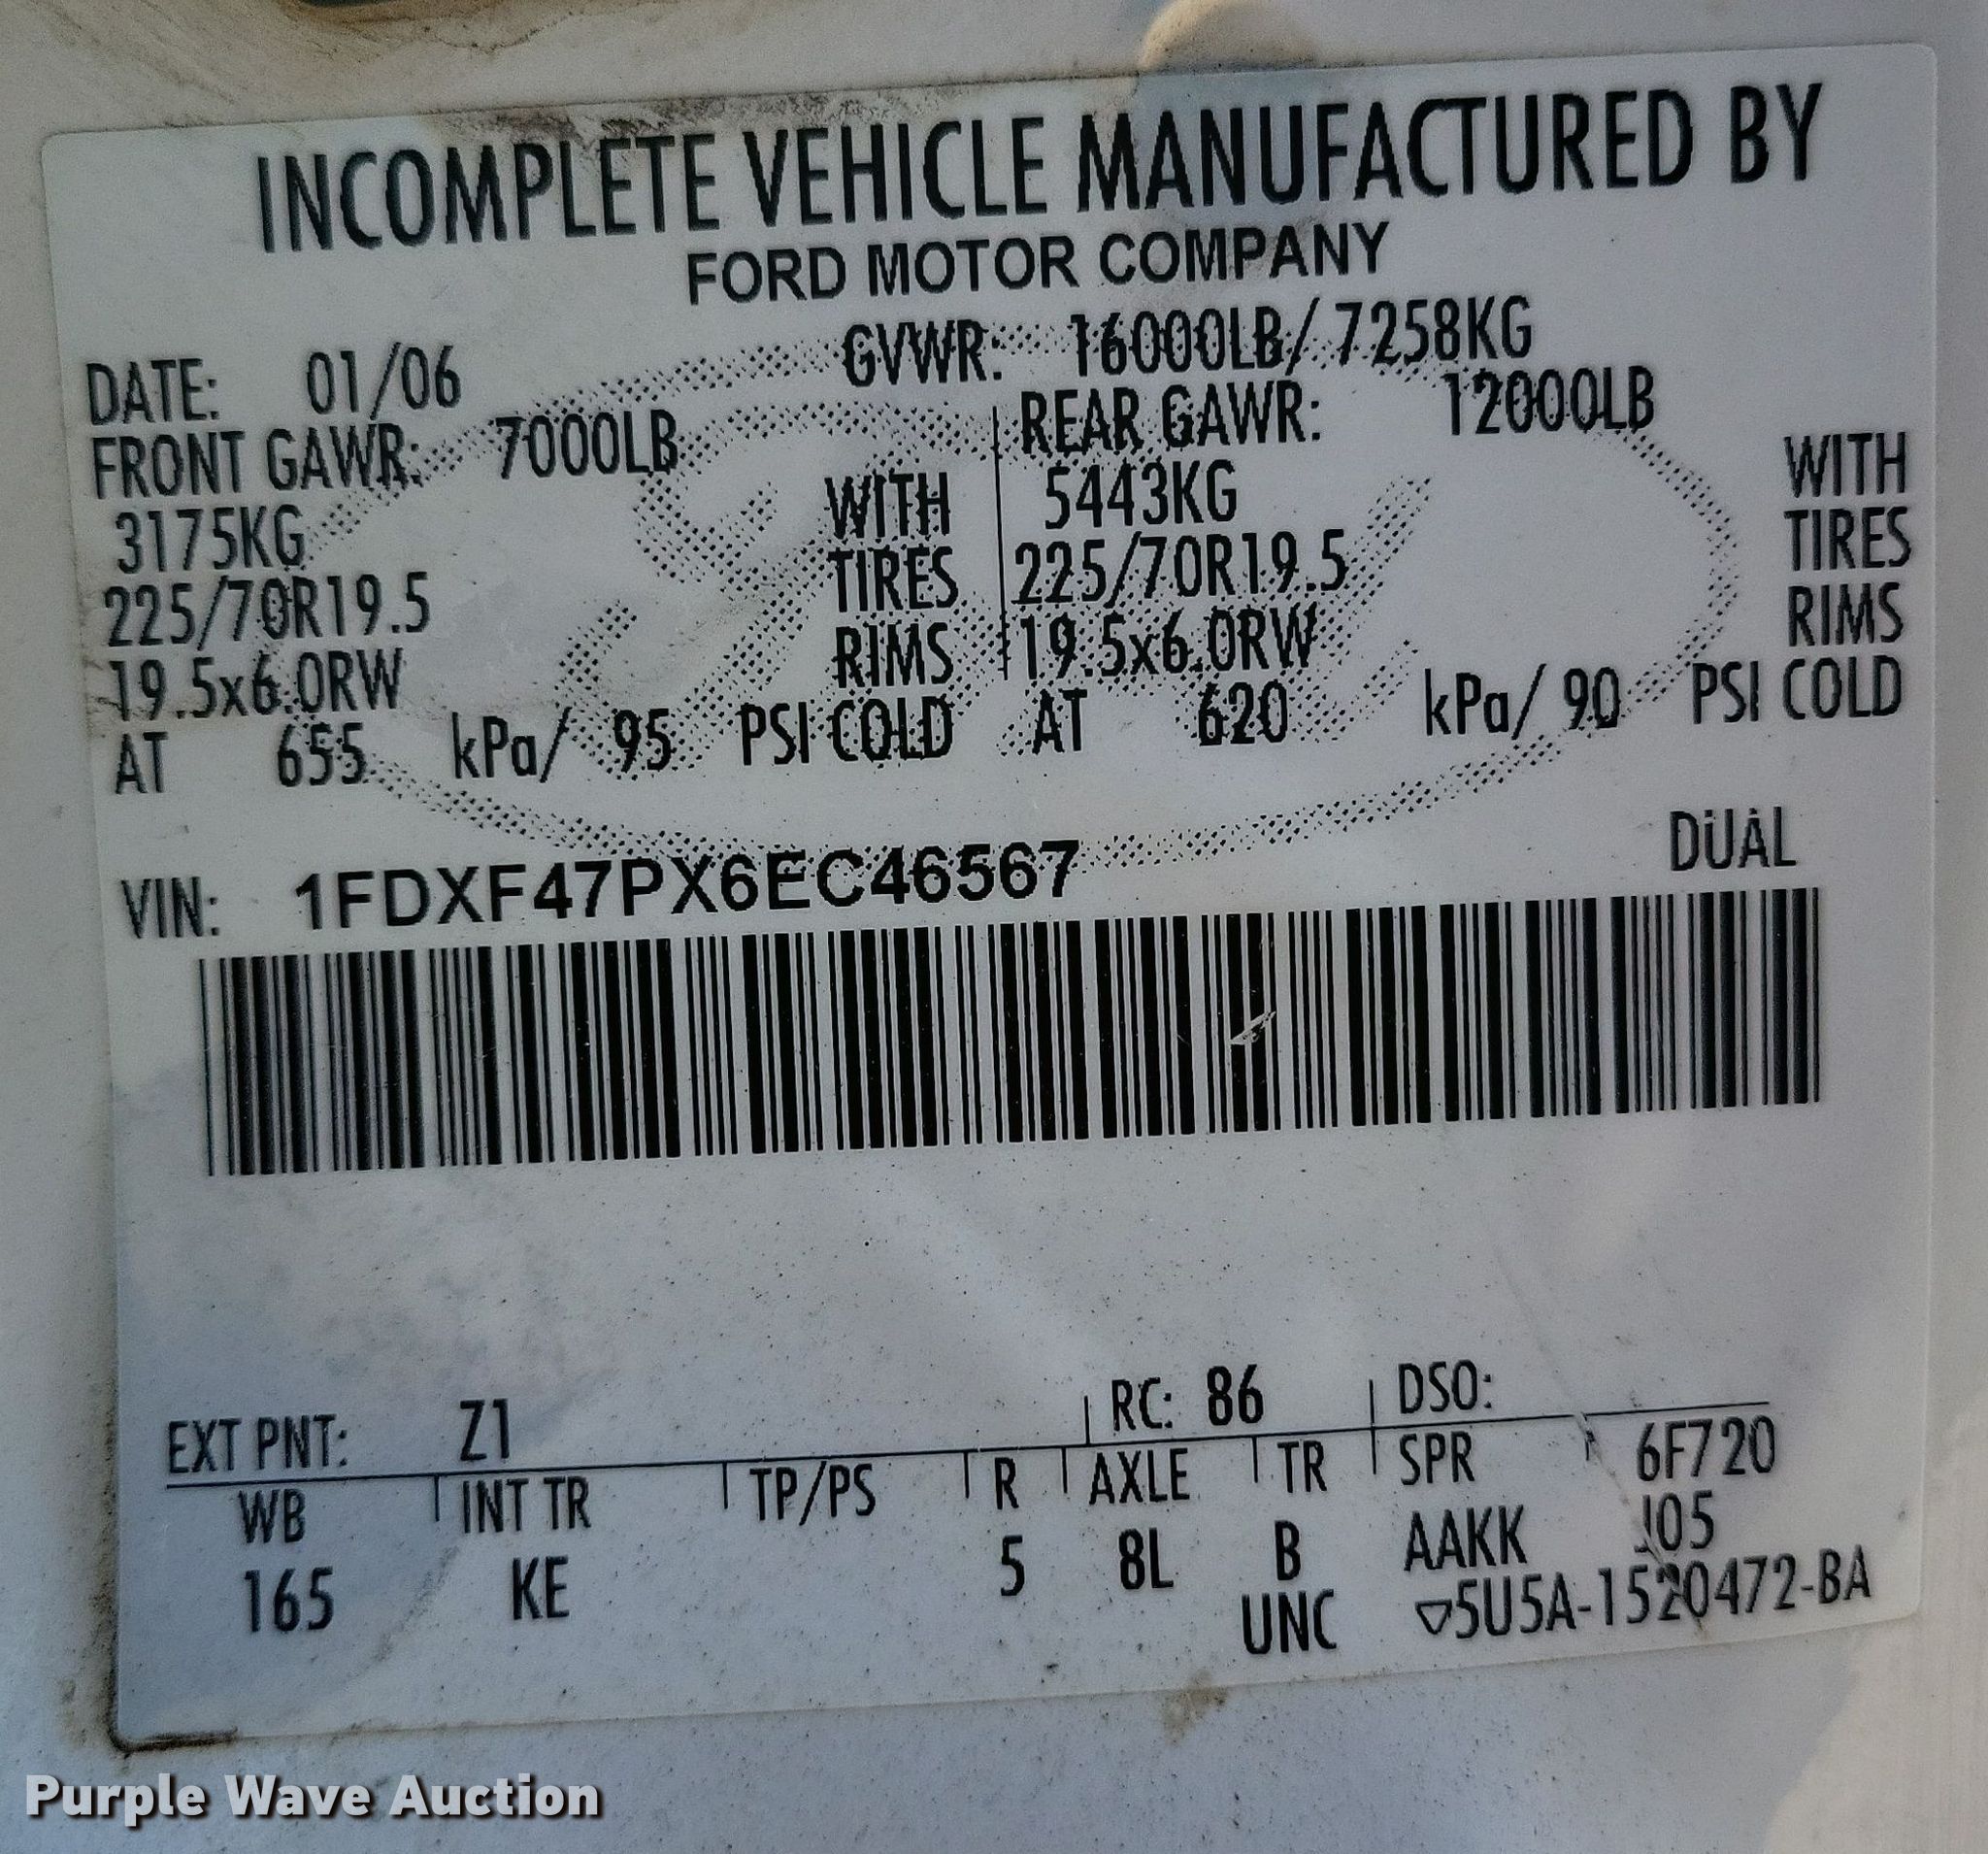 INCOMPLETE VEHICLE MANUFACTURED BY
FORD MOTOR COMPANY
DATE: 01/06 GVWR: 16000LB/ 7258KG
FRONT GAWR: 7000LB REAR GAWR: 12000LB
3175KG WITH 5443KG WITH
225/70R19.5 TIRES 225/70R19.5 TIRES
19.5x6.0RW RIMS 19.5x6.0RW RIMS
AT 655 kPa/ 95 PSI COLD AT 620 kPa/ 90 PSI COLD
VIN: 1FDXF47PX6EC46567 DUAL
EXT PNT: Z1 RC: 86 DSO:
WB INT TR TP/PS R AXLE TR SPR 6F720
165 KE 5 8L B AAKK J05
UNC ▽5U5A-1520472-BA
Purple Wave Auction